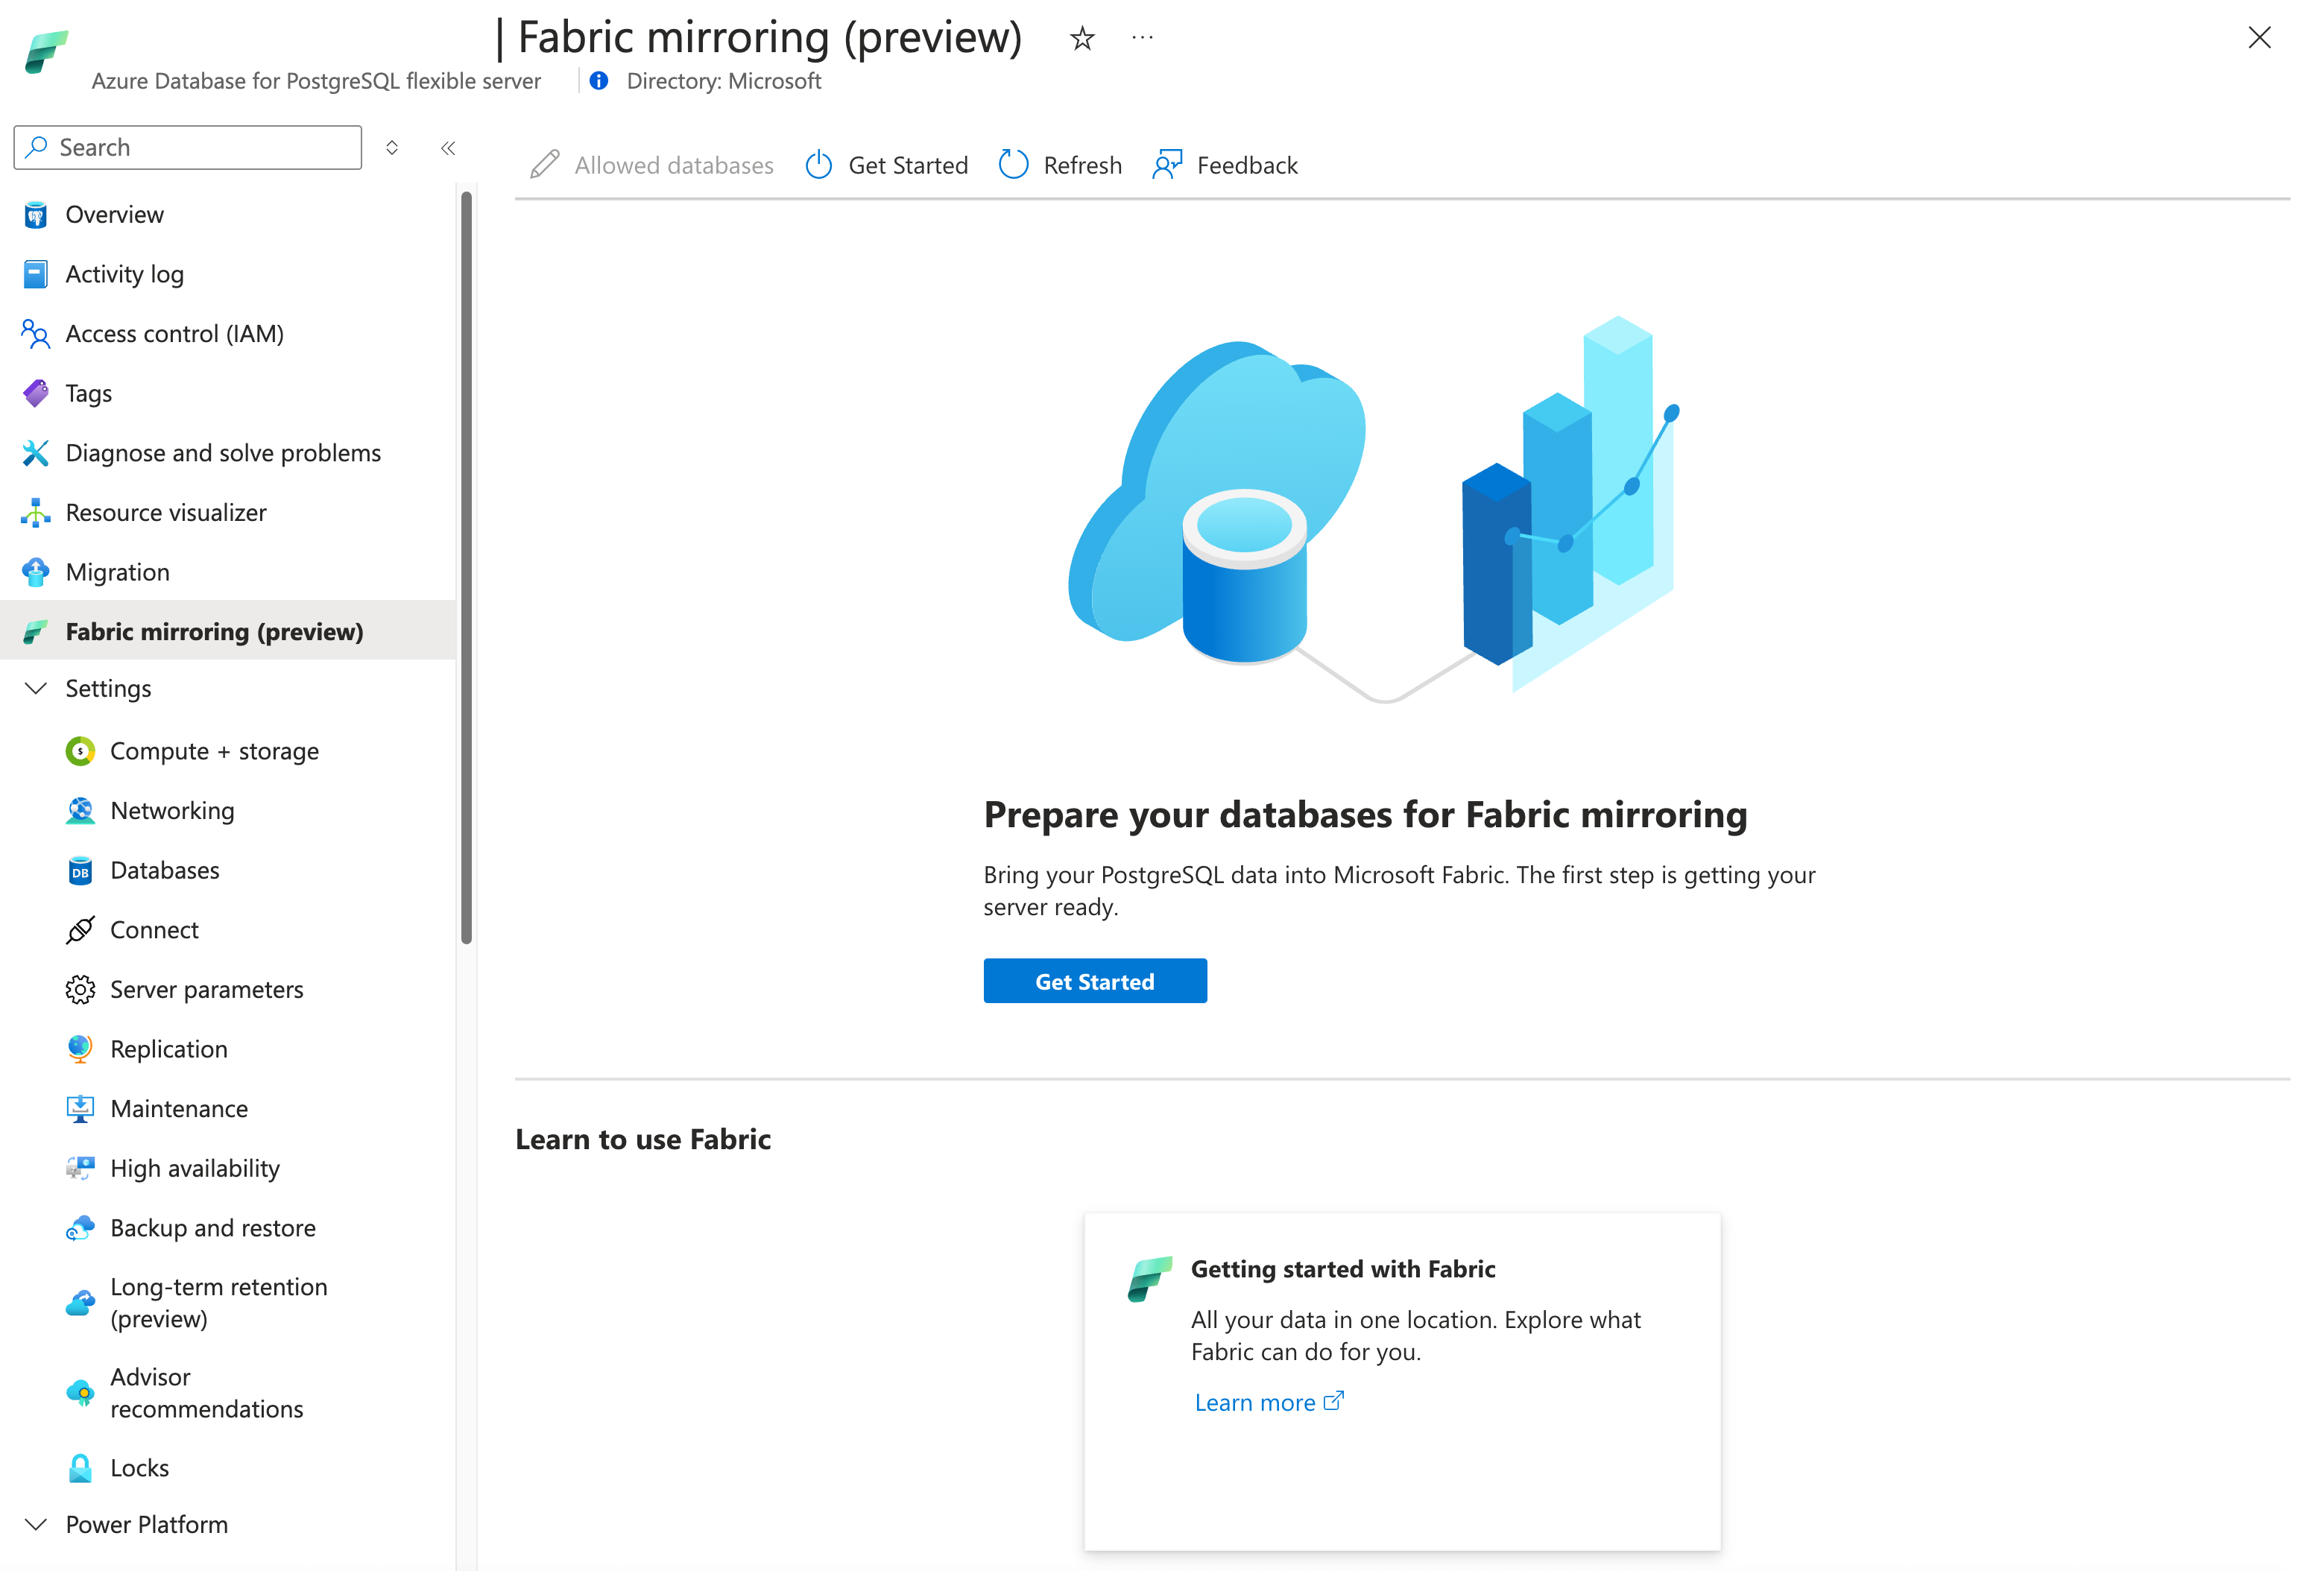 | Fabric mirroring (preview)
Azure Database for PostgreSQL flexible server
Directory: Microsoft
Search
Overview
Activity log
Access control (IAM)
Tags
Diagnose and solve problems
Resource visualizer
Migration
Fabric mirroring (preview)
Settings
Compute + storage
Networking
DB
Databases
Connect
Server parameters
Replication
Maintenance
High availability
Backup and restore
Long-term retention
(preview)
Advisor
recommendations
Locks
Power Platform
Allowed databases
Get Started
Refresh
Feedback
Prepare your databases for Fabric mirroring
Bring your PostgreSQL data into Microsoft Fabric. The first step is getting your
server ready.
Get Started
Learn to use Fabric
Getting started with Fabric
All your data in one location. Explore what
Fabric can do for you.
Learn more